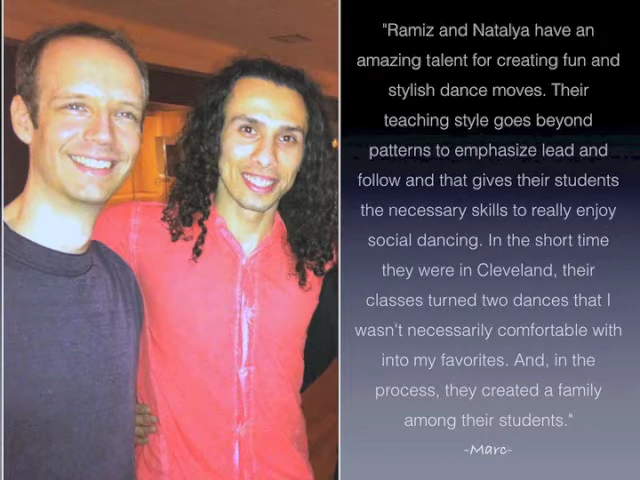 "Ramiz and Natalya have an
amazing talent for creating fun and
stylish dance moves. Their
teaching style goes beyond
patterns to emphasize lead and
follow and that gives their students
the necessary skills to really enjoy
social dancing. In the short time
they were in Cleveland, their
classes turned two dances that I
wasn't necessarily comfortable with
into my favorites. And, in the
process, they created a family
among their students."
-Marc-